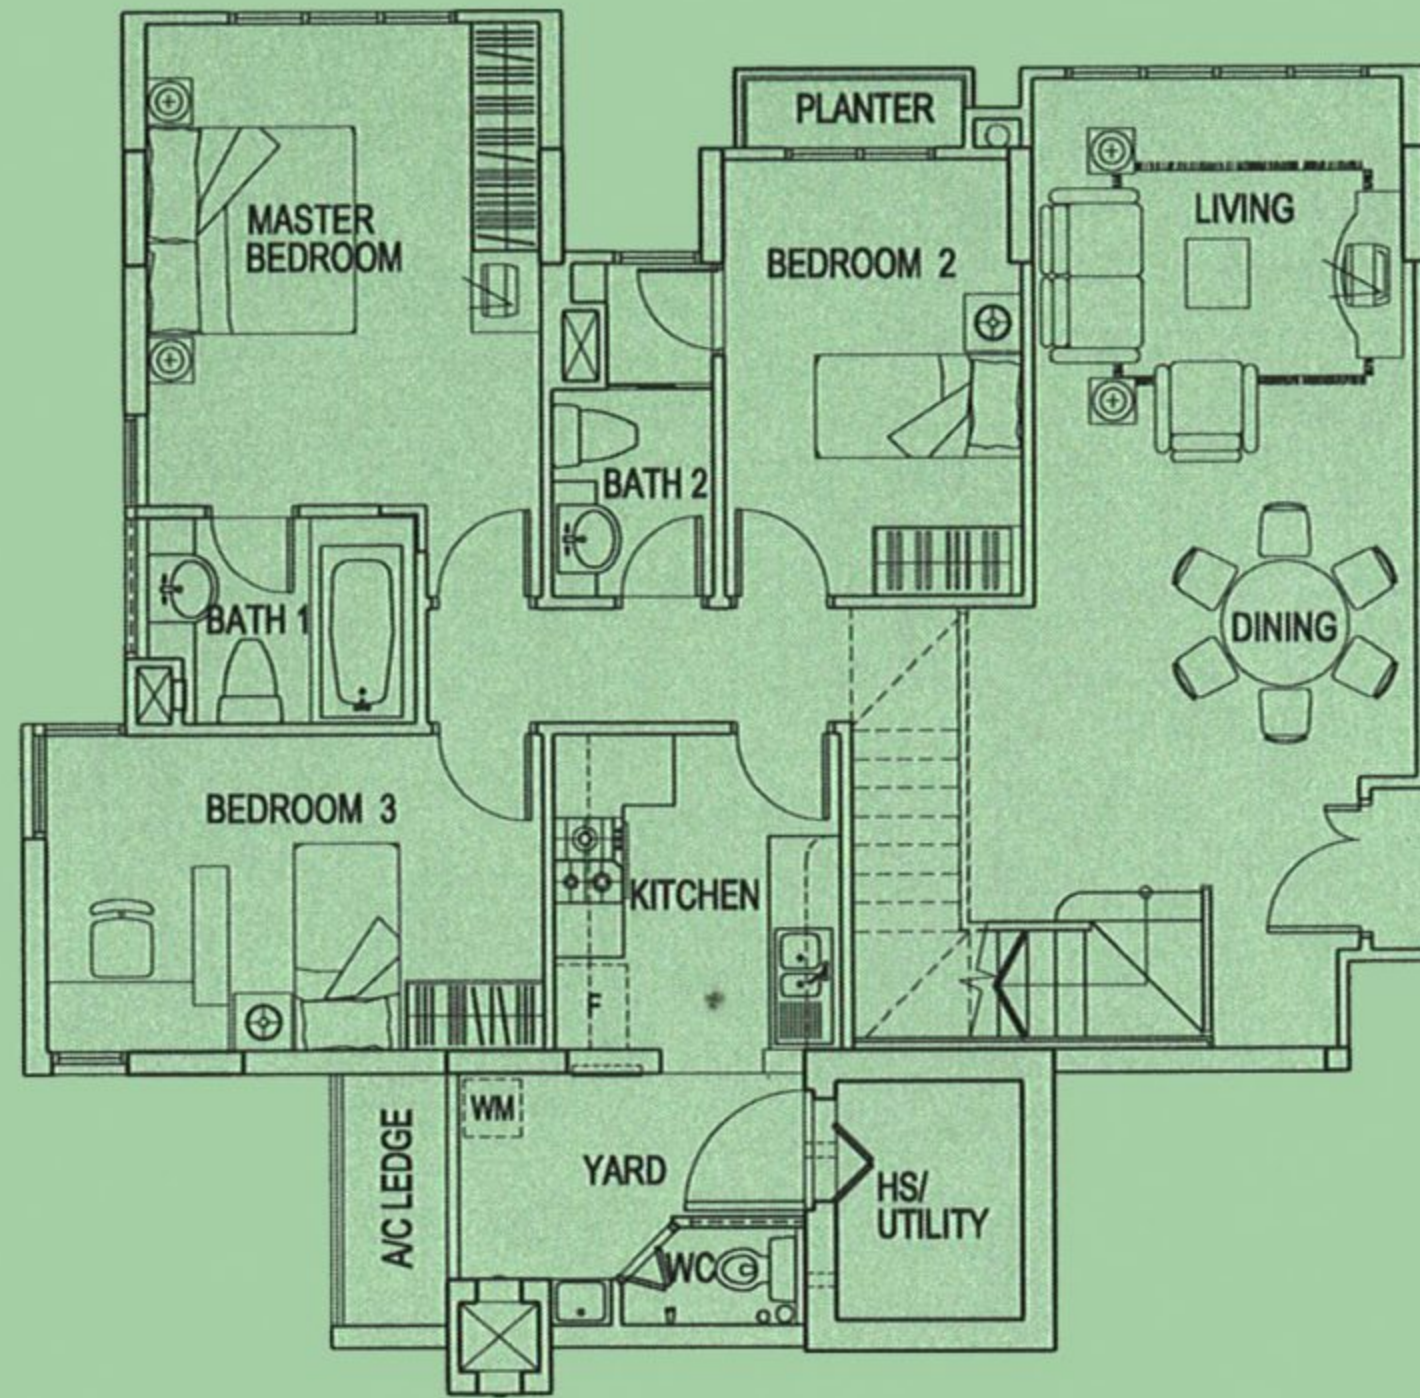 PLANTER
MASTER
BEDROOM
BEDROOM 2
LIVING
BATH 2
BATH 1
DINING
BEDROOM 3
KITCHEN
F
WM
A/C LEDGE
YARD
HS/
UTILITY
WC